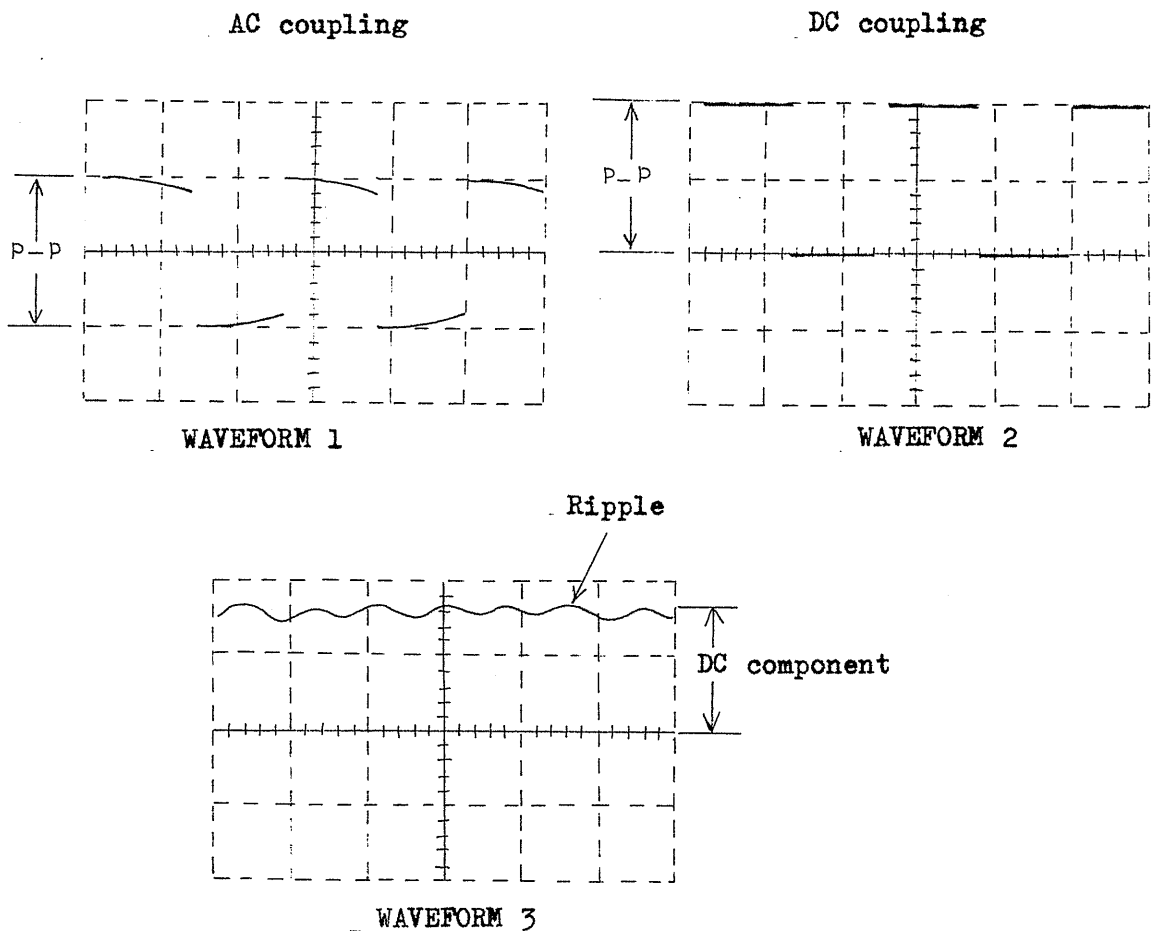 AC coupling
DC coupling
P-P
P-P
WAVEFORM 1
WAVEFORM 2
Ripple
DC component
WAVEFORM 3